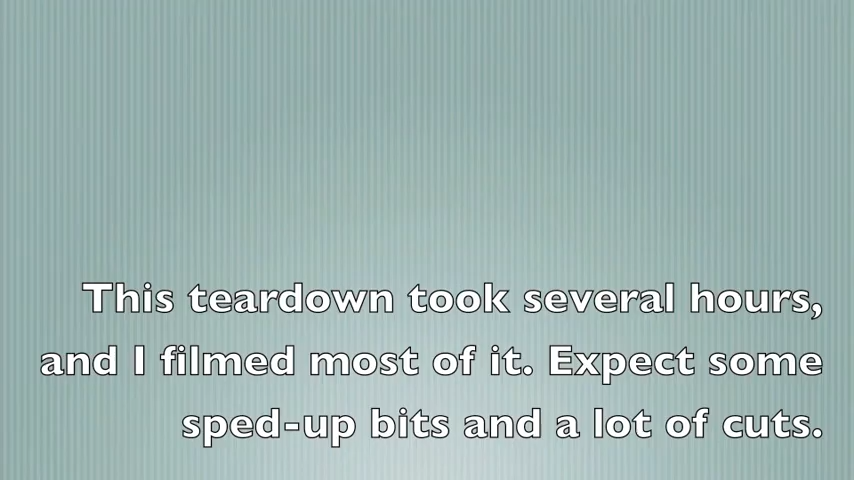 This teardown took several hours,
and I filmed most of it. Expect some
sped-up bits and a lot of cuts.